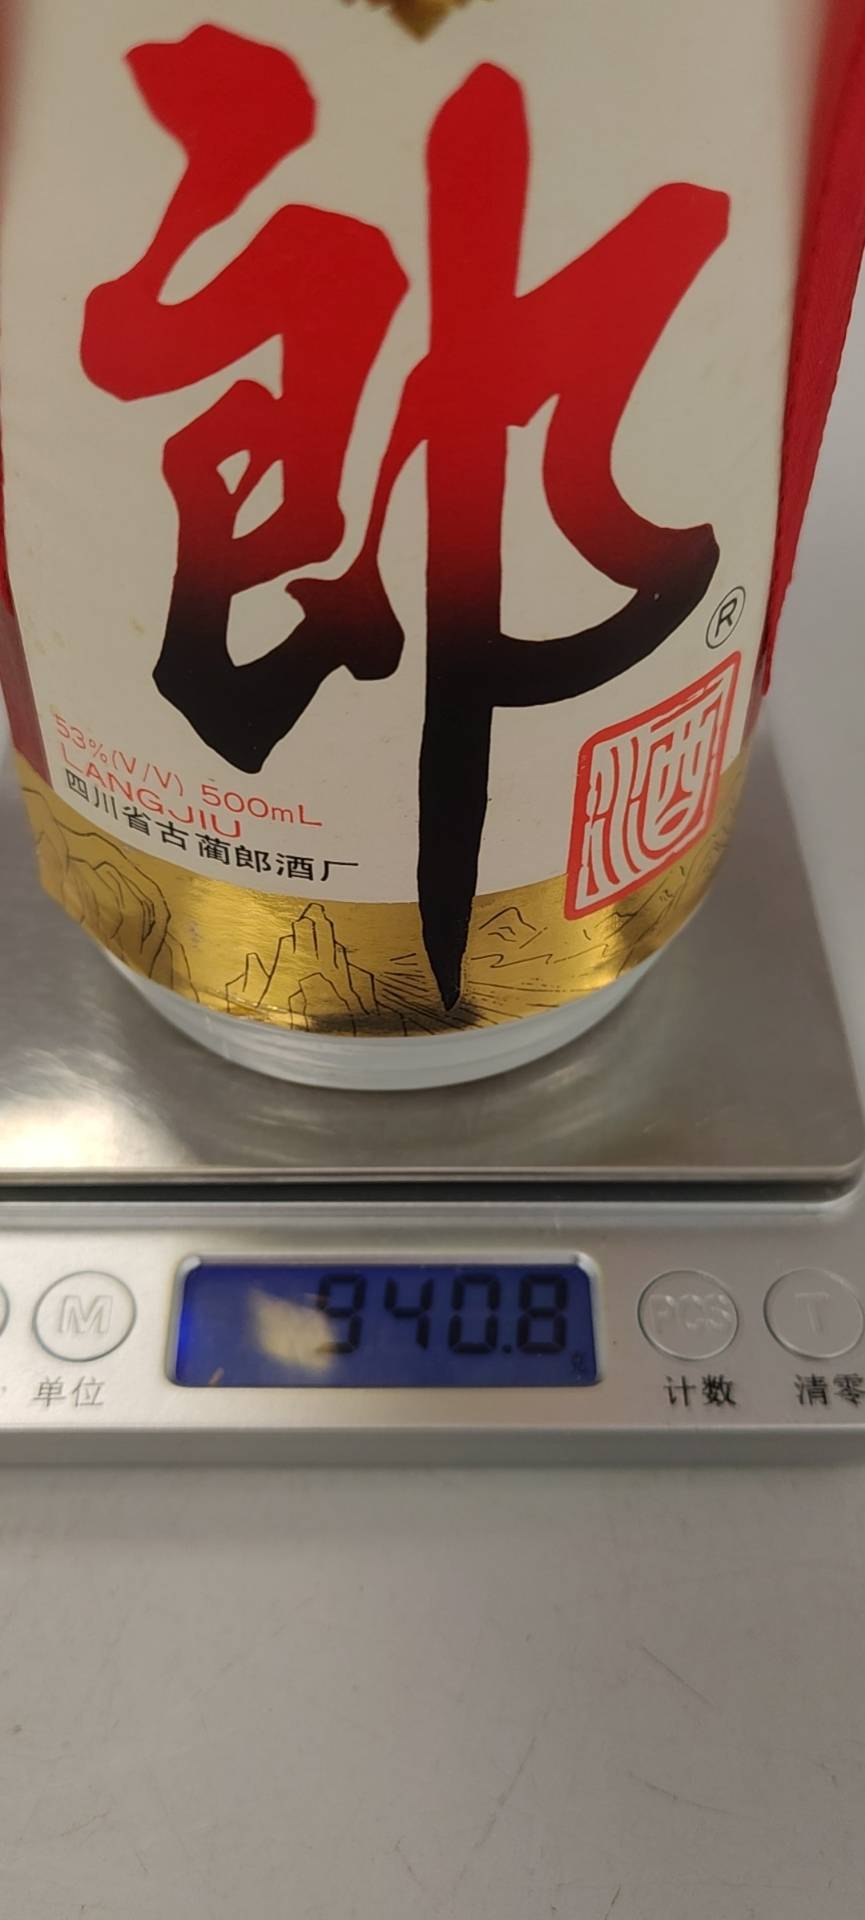 郎
®
酒
53%(V/V) 500mL
LANGJIU
四川省古蔺郎酒厂
940.8
M
PCS
T
单位
计数
清零